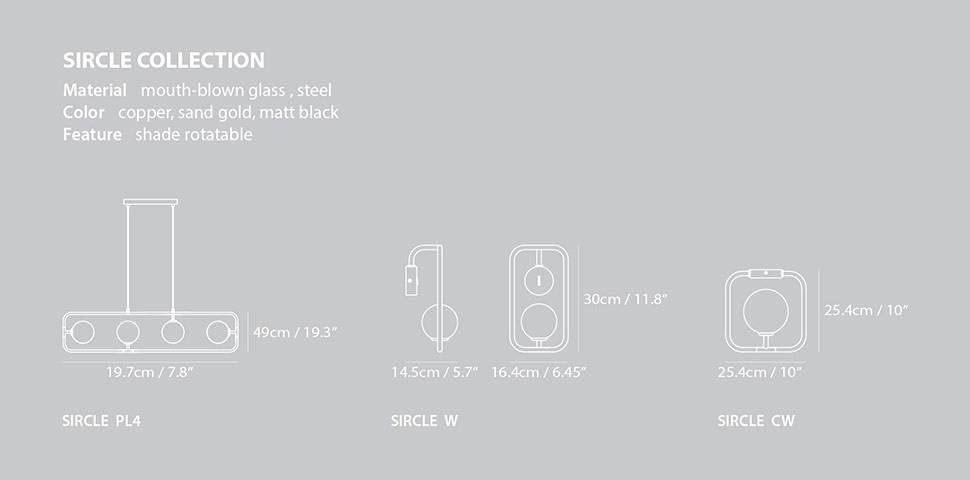 SIRCLE COLLECTION
Material mouth-blown glass , steel
Color copper, sand gold, matt black
Feature shade rotatable
49cm / 19.3”
19.7cm / 7.8”
SIRCLE PL4
30cm / 11.8”
14.5cm / 5.7” 16.4cm / 6.45”
SIRCLE W
25.4cm / 10”
25.4cm / 10”
SIRCLE CW